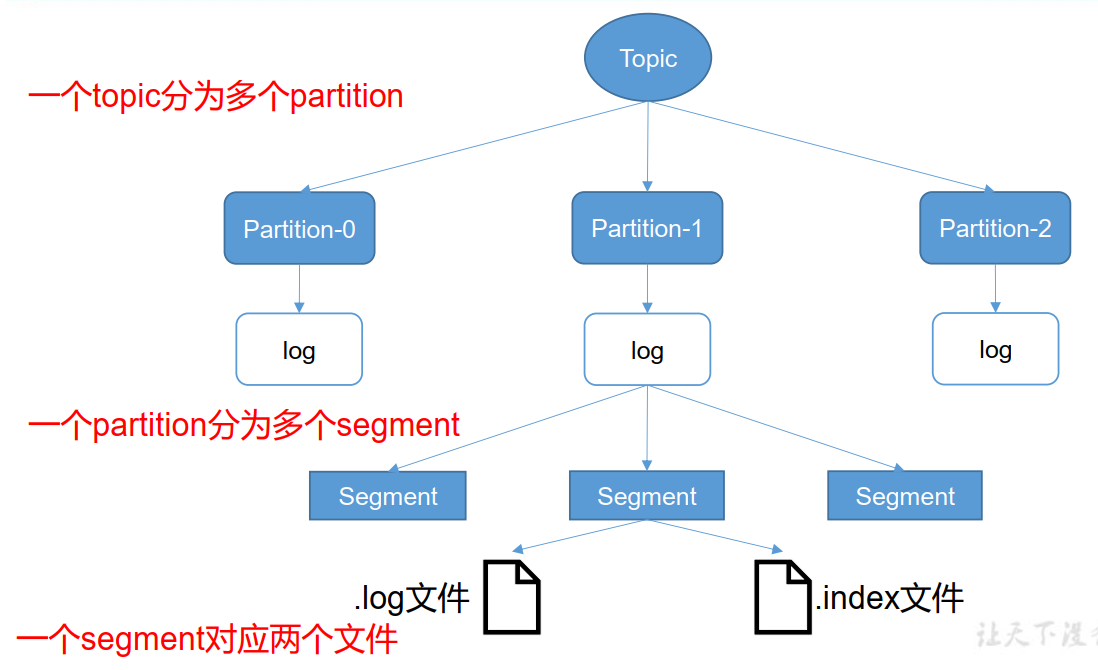 Topic
一个topic分为多个partition
Partition-0
Partition-1
Partition-2
log
log
log
一个partition分为多个segment
Segment
Segment
Segment
.log文件
.index文件
一个segment对应两个文件
让天下没